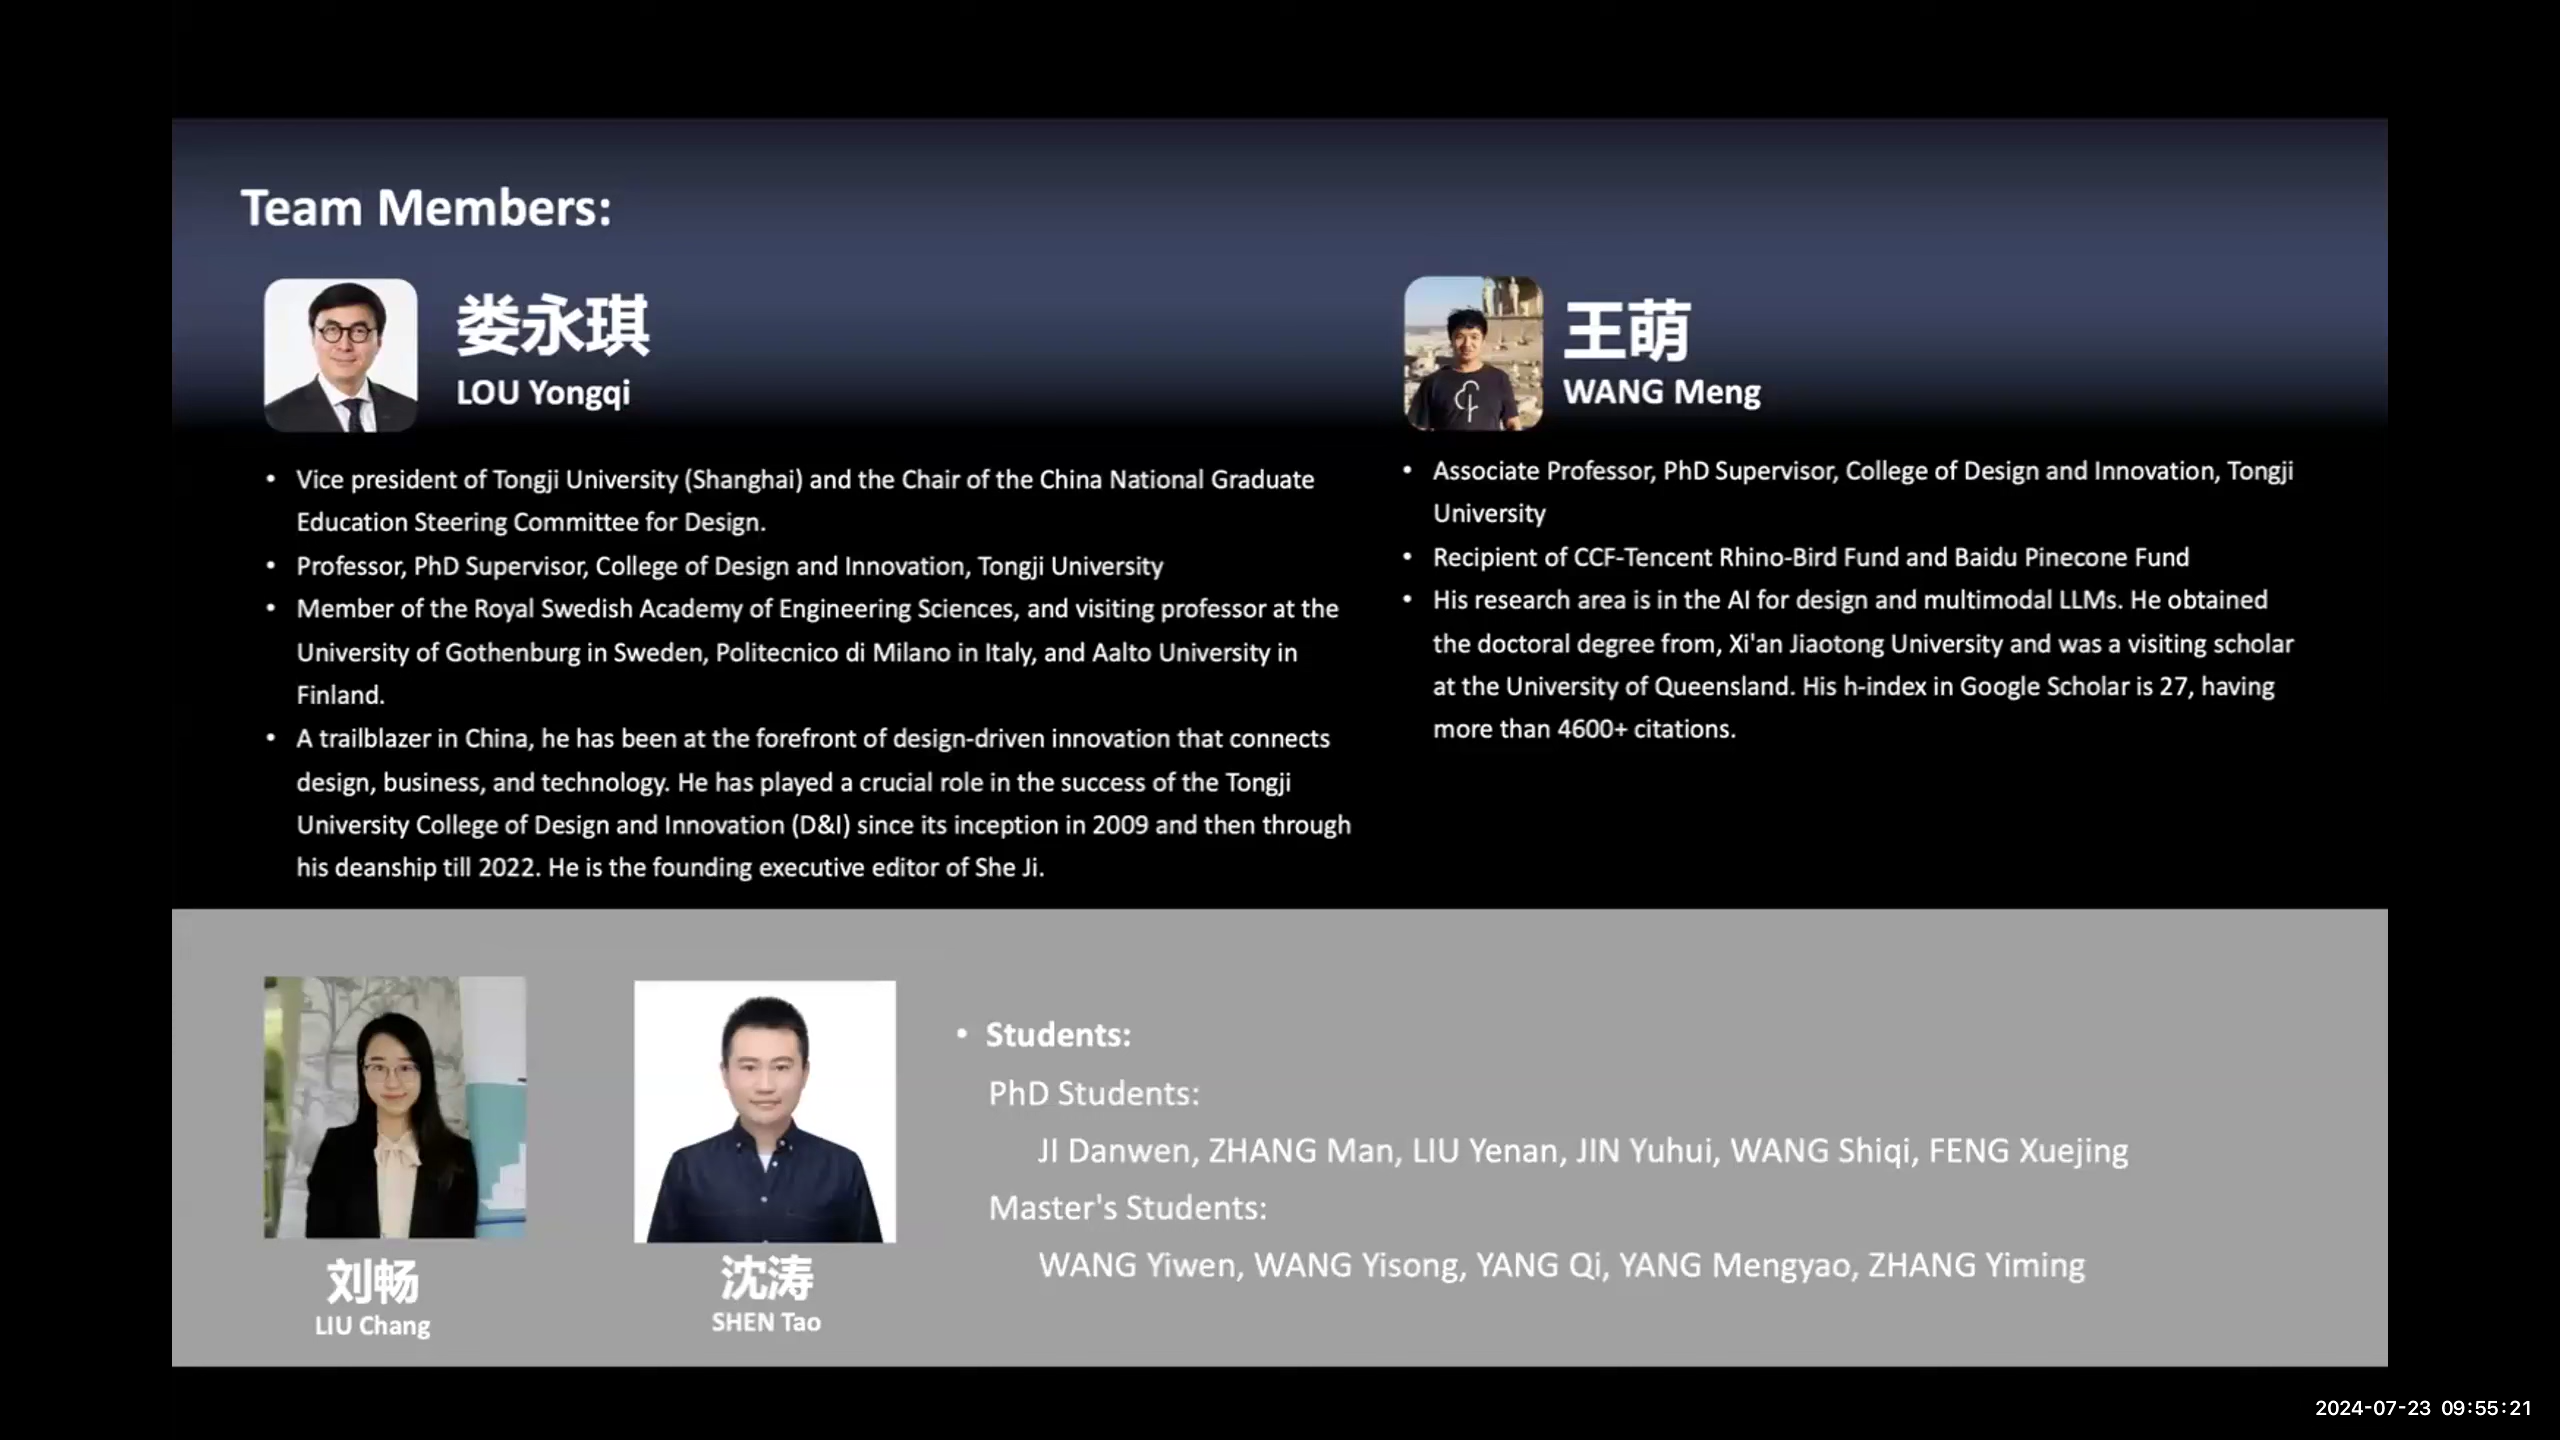 Team Members:
娄永琪
LOU Yongqi
• Vice president of Tongji University (Shanghai) and the Chair of the China National Graduate
Education Steering Committee for Design.
• Professor, PhD Supervisor, College of Design and Innovation, Tongji University
• Member of the Royal Swedish Academy of Engineering Sciences, and visiting professor at the
University of Gothenburg in Sweden, Politecnico di Milano in Italy, and Aalto University in
Finland.
• A trailblazer in China, he has been at the forefront of design-driven innovation that connects
design, business, and technology. He has played a crucial role in the success of the Tongji
University College of Design and Innovation (D&I) since its inception in 2009 and then through
his deanship till 2022. He is the founding executive editor of She Ji.
王萌
WANG Meng
• Associate Professor, PhD Supervisor, College of Design and Innovation, Tongji
University
• Recipient of CCF-Tencent Rhino-Bird Fund and Baidu Pinecone Fund
• His research area is in the AI for design and multimodal LLMs. He obtained
the doctoral degree from, Xi'an Jiaotong University and was a visiting scholar
at the University of Queensland. His h-index in Google Scholar is 27, having
more than 4600+ citations.
刘畅
LIU Chang
沈涛
SHEN Tao
• Students:
PhD Students:
JI Danwen, ZHANG Man, LIU Yenan, JIN Yuhui, WANG Shiqi, FENG Xuejing
Master's Students:
WANG Yiwen, WANG Yisong, YANG Qi, YANG Mengyao, ZHANG Yiming
2024-07-23 09:55:21